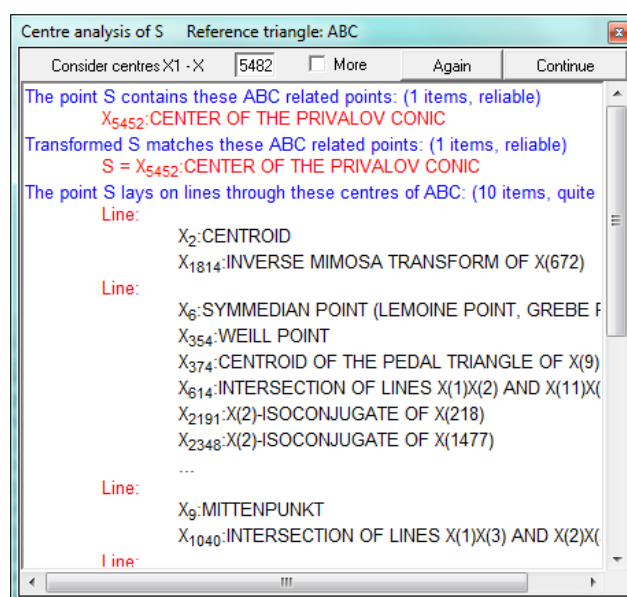 Centre analysis of S Reference triangle: ABC
Consider centres X1 - X 5482 More Again Continue
The point S contains these ABC related points: (1 items, reliable)
X5452:CENTER OF THE PRIVALOV CONIC
Transformed S matches these ABC related points: (1 items, reliable)
S = X5452:CENTER OF THE PRIVALOV CONIC
The point S lays on lines through these centres of ABC: (10 items, quite
Line:
X2:CENTROID
X1814:INVERSE MIMOSA TRANSFORM OF X(672)
Line:
X6:SYMMEDIAN POINT (LEMOINE POINT, GREBE
X354:WEILL POINT
X374:CENTROID OF THE PEDAL TRIANGLE OF X(9)
X614:INTERSECTION OF LINES X(1)X(2) AND X(11)X(
X2191:X(2)-ISOCONJUGATE OF X(218)
X2348:X(2)-ISOCONJUGATE OF X(1477)
...
Line:
X9:MITTENPUNKT
X1040:INTERSECTION OF LINES X(1)X(3) AND X(2)X(
Line: